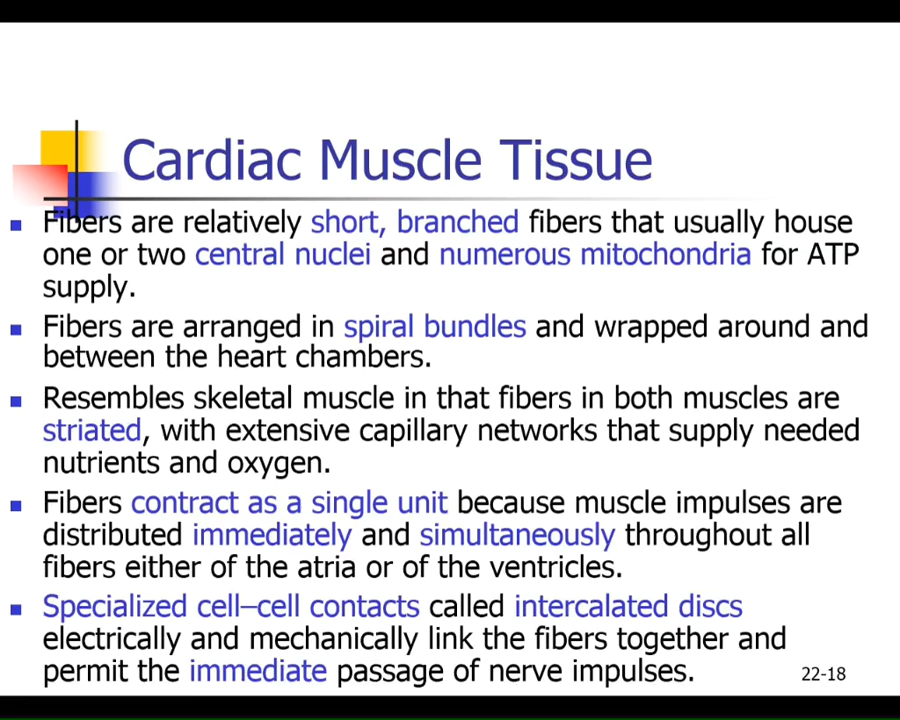 Cardiac Muscle Tissue
Fibers are relatively short, branched fibers that usually house
one or two central nuclei and numerous mitochondria for ATP
supply.
Fibers are arranged in spiral bundles and wrapped around and
between the heart chambers.
Resembles skeletal muscle in that fibers in both muscles are
striated, with extensive capillary networks that supply needed
nutrients and oxygen.
Fibers contract as a single unit because muscle impulses are
distributed immediately and simultaneously throughout all
fibers either of the atria or of the ventricles.
Specialized cell–cell contacts called intercalated discs
electrically and mechanically link the fibers together and
permit the immediate passage of nerve impulses.
22-18